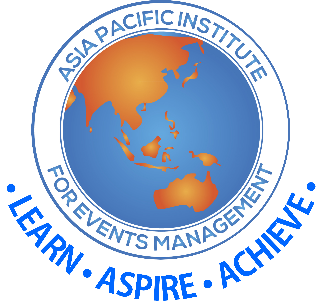 ASIA PACIFIC INSTITUTE
FOR EVENTS MANAGEMENT
• LEARN • ASPIRE • ACHIEVE •